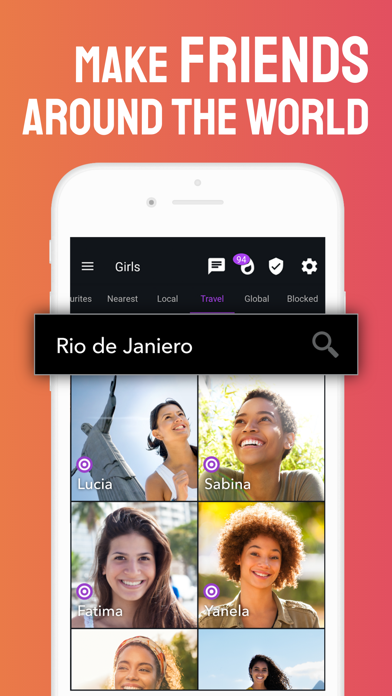 MAKE FRIENDS
AROUND THE WORLD
Girls
94
urites Nearest Local Travel Global Blocked
Rio de Janiero
Lucia Sabina
Fatima Yanela